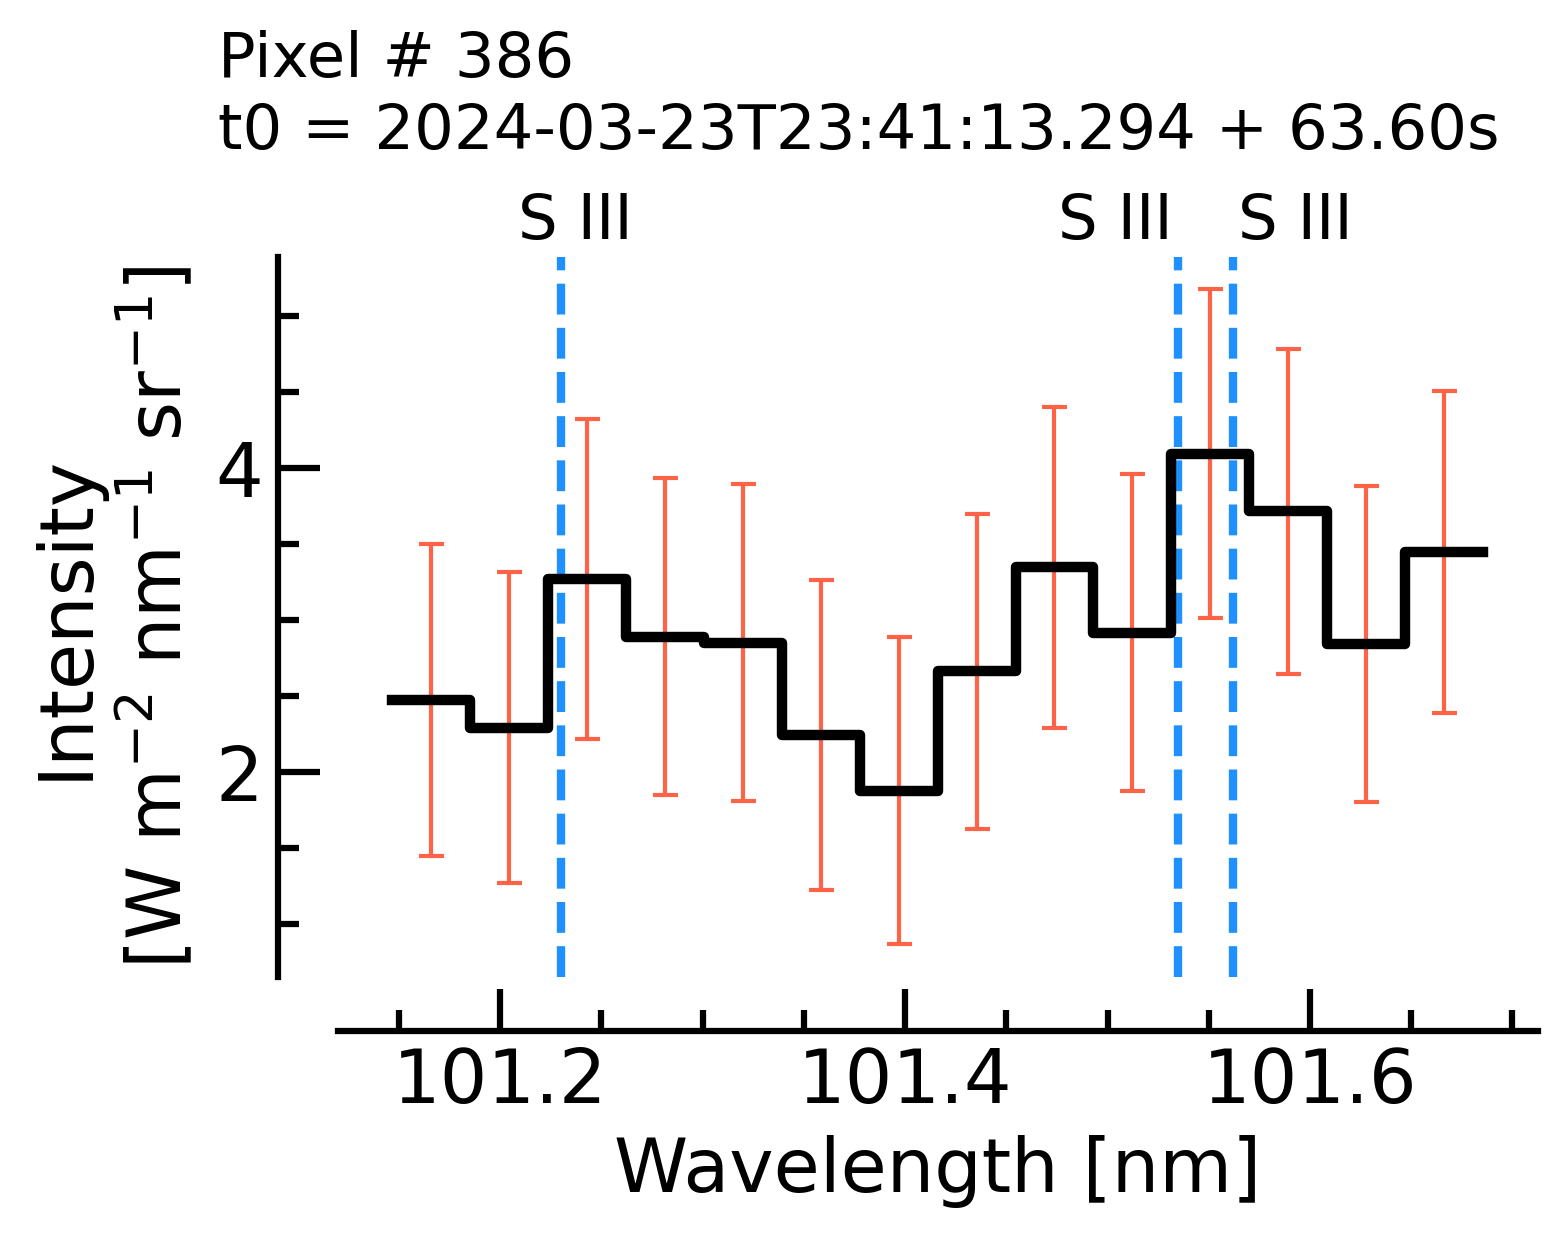 Pixel # 386
t0 = 2024-03-23T23:41:13.294 + 63.60s
S III S III S III
Intensity
[W m⁻² nm⁻¹ sr⁻¹]
4
2
101.2 101.4 101.6
Wavelength [nm]